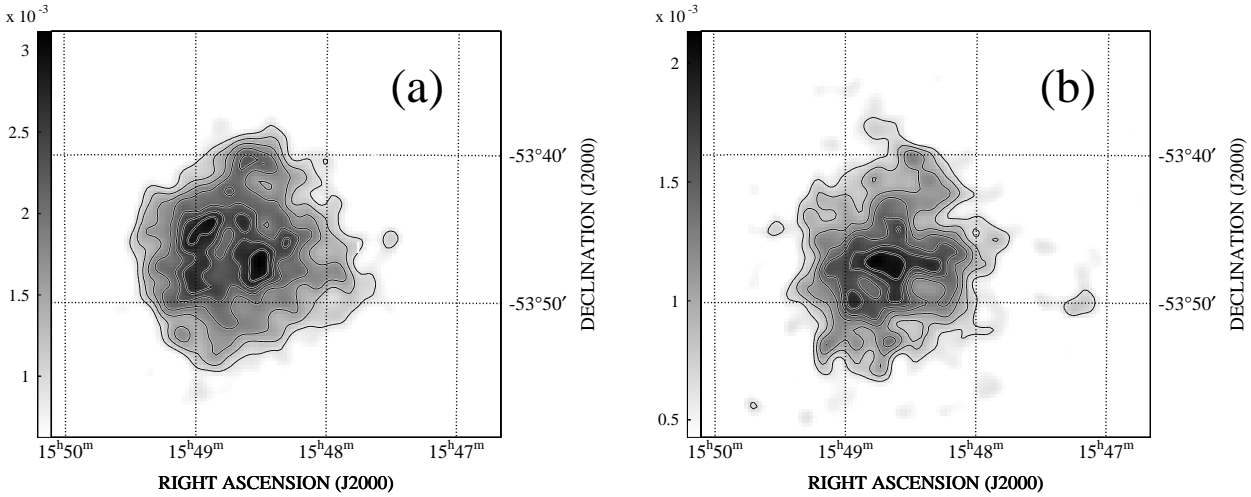 x 10⁻³
3
2.5
2
1.5
1
(a)
-53°40′
-53°50′
DECLINATION (J2000)
15ʰ50ᵐ 15ʰ49ᵐ 15ʰ48ᵐ 15ʰ47ᵐ
RIGHT ASCENSION (J2000)
x 10⁻³
2
1.5
1
0.5
(b)
-53°40′
-53°50′
DECLINATION (J2000)
15ʰ50ᵐ 15ʰ49ᵐ 15ʰ48ᵐ 15ʰ47ᵐ
RIGHT ASCENSION (J2000)